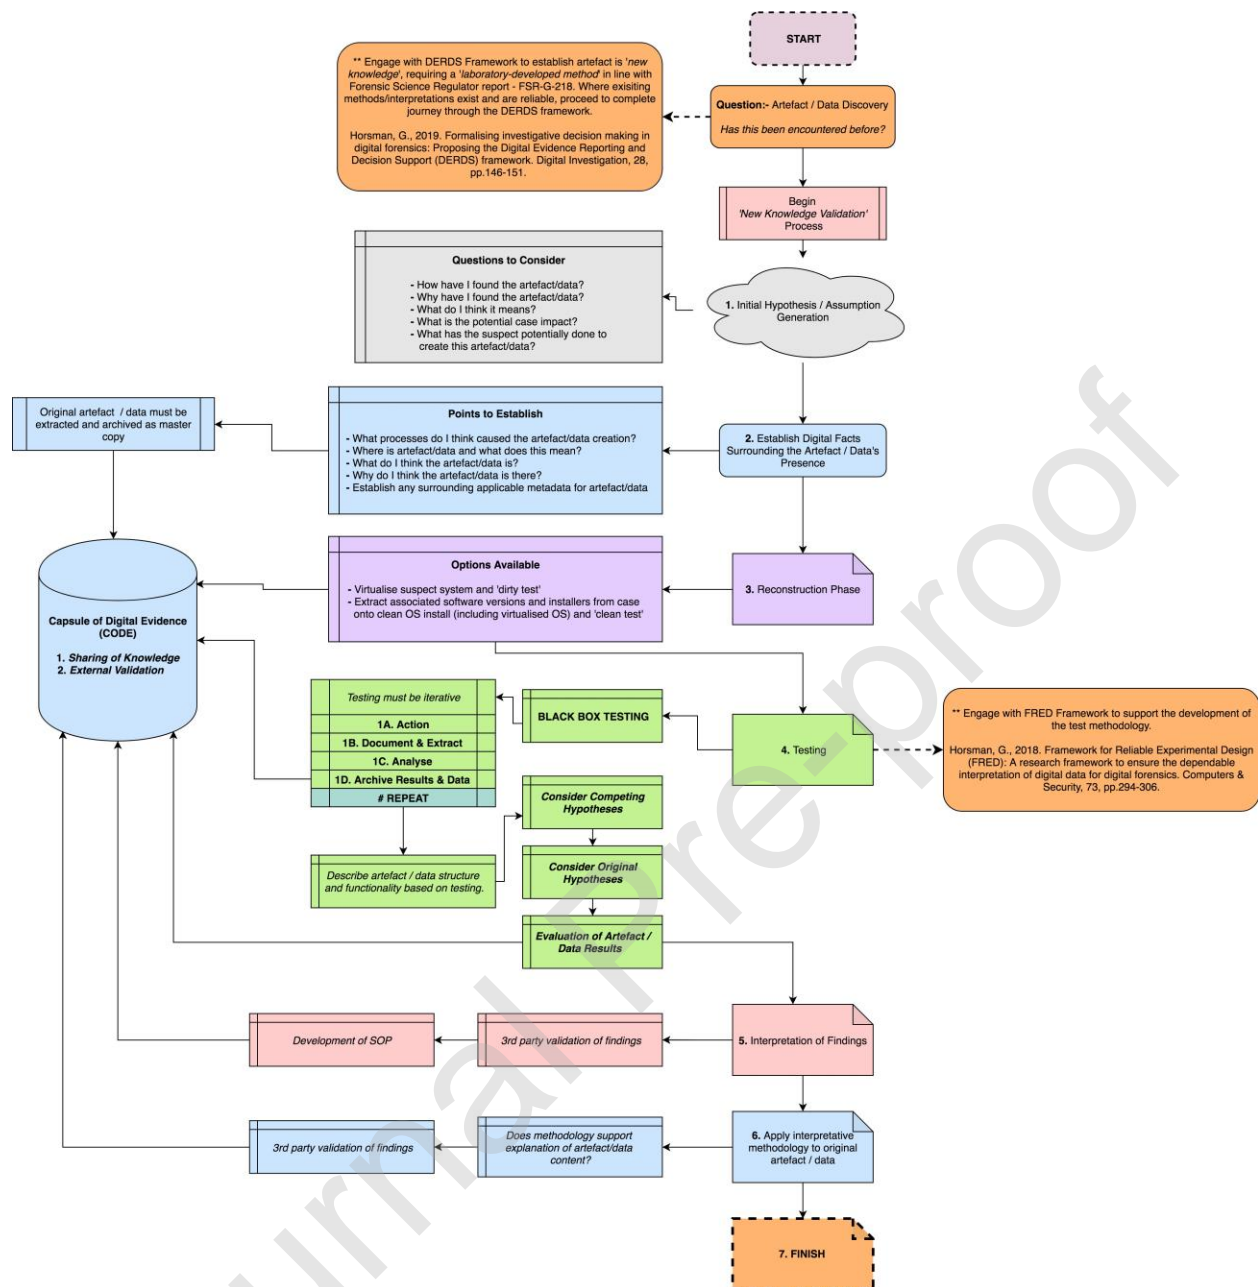 START
** Engage with DERDS Framework to establish artefact is 'new
knowledge', requiring a 'laboratory-developed method' in line with
Forensic Science Regulator report - FSR-G-218. Where exisiting
methods/interpretations exist and are reliable, proceed to complete
journey through the DERDS framework.
Horsman, G., 2019. Formalising investigative decision making in
digital forensics: Proposing the Digital Evidence Reporting and
Decision Support (DERDS) framework. Digital Investigation, 28,
pp.146-151.
Question:- Artefact / Data Discovery
Has this been encountered before?
Begin
'New Knowledge Validation'
Process
Questions to Consider
- How have I found the artefact/data?
- Why have I found the artefact/data?
- What do I think it means?
- What is the potential case impact?
- What has the suspect potentially done to
create this artefact/data?
1. Initial Hypothesis / Assumption
Generation
Original artefact / data must be
extracted and archived as master
copy
Points to Establish
- What processes do I think caused the artefact/data creation?
- Where is artefact/data and what does this mean?
- What do I think the artefact/data is?
- Why do I think the artefact/data is there?
- Establish any surrounding applicable metadata for artefact/data
2. Establish Digital Facts
Surrounding the Artefact / Data's
Presence
Capsule of Digital Evidence
(CODE)
1. Sharing of Knowledge
2. External Validation
Options Available
- Virtualise suspect system and 'dirty test'
- Extract associated software versions and installers from case
onto clean OS install (including virtualised OS) and 'clean test'
3. Reconstruction Phase
Testing must be iterative
1A. Action
1B. Document & Extract
1C. Analyse
1D. Archive Results & Data
# REPEAT
BLACK BOX TESTING
4. Testing
** Engage with FRED Framework to support the development of
the test methodology.
Horsman, G., 2018. Framework for Reliable Experimental Design
(FRED): A research framework to ensure the dependable
interpretation of digital data for digital forensics. Computers &
Security, 73, pp.294-306.
Consider Competing
Hypotheses
Describe artefact / data structure
and functionality based on testing.
Consider Original
Hypotheses
Evaluation of Artefact /
Data Results
Development of SOP
3rd party validation of findings
5. Interpretation of Findings
3rd party validation of findings
Does methodology support
explanation of artefact/data
content?
6. Apply interpretative
methodology to original
artefact / data
7. FINISH
urnal Pre-proof